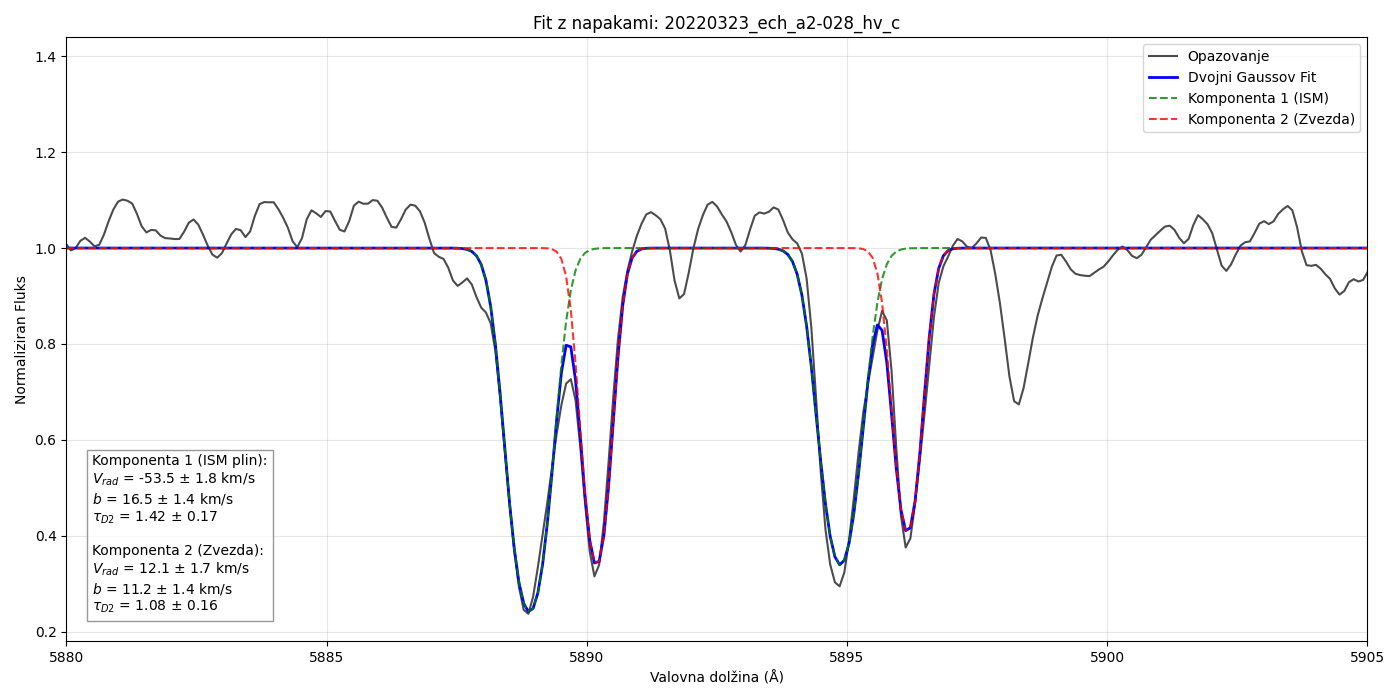 Fit z napakami: 20220323_ech_a2-028_hv_c
Normaliziran Fluks
1.4
1.2
1.0
0.8
0.6
0.4
0.2
Opazovanje
Dvojni Gaussov Fit
Komponenta 1 (ISM)
Komponenta 2 (Zvezda)
Komponenta 1 (ISM plin):
V_rad = -53.5 ± 1.8 km/s
b = 16.5 ± 1.4 km/s
τ_D2 = 1.42 ± 0.17
Komponenta 2 (Zvezda):
V_rad = 12.1 ± 1.7 km/s
b = 11.2 ± 1.4 km/s
τ_D2 = 1.08 ± 0.16
5880 5885 5890 5895 5900 5905
Valovna dolžina (Å)